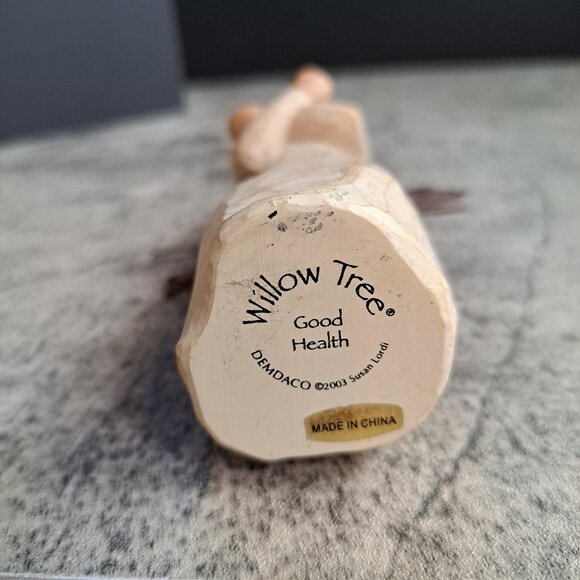 Willow Tree®
Good
Health
DEMDACO ©2003 Susan Lordi
MADE IN CHINA